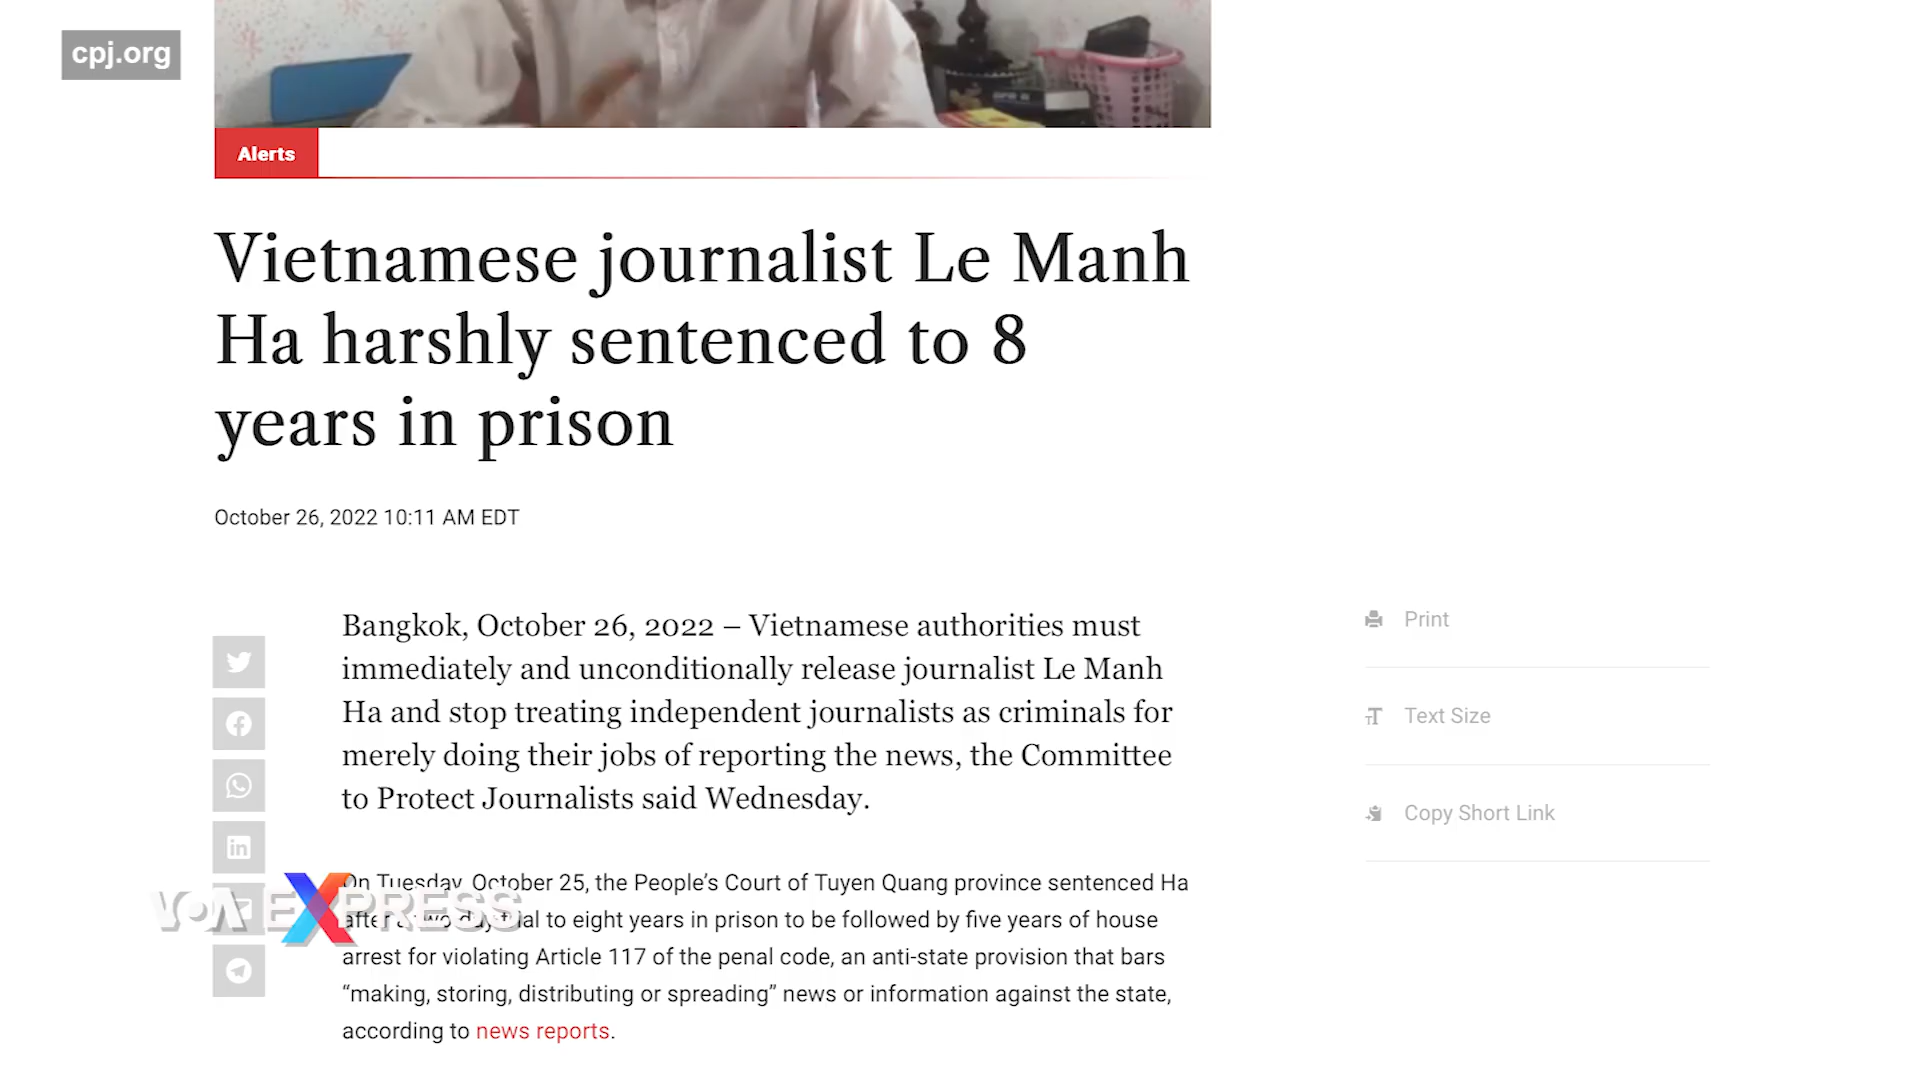 cpj.org
Alerts
Vietnamese journalist Le Manh
Ha harshly sentenced to 8
years in prison
October 26, 2022 10:11 AM EDT
Bangkok, October 26, 2022 – Vietnamese authorities must
immediately and unconditionally release journalist Le Manh
Ha and stop treating independent journalists as criminals for
merely doing their jobs of reporting the news, the Committee
to Protect Journalists said Wednesday.
On Tuesday, October 25, the People’s Court of Tuyen Quang province sentenced Ha
after a two-day trial to eight years in prison to be followed by five years of house
arrest for violating Article 117 of the penal code, an anti-state provision that bars
“making, storing, distributing or spreading” news or information against the state,
according to news reports.
Print
Text Size
Copy Short Link
VOA EXPRESS